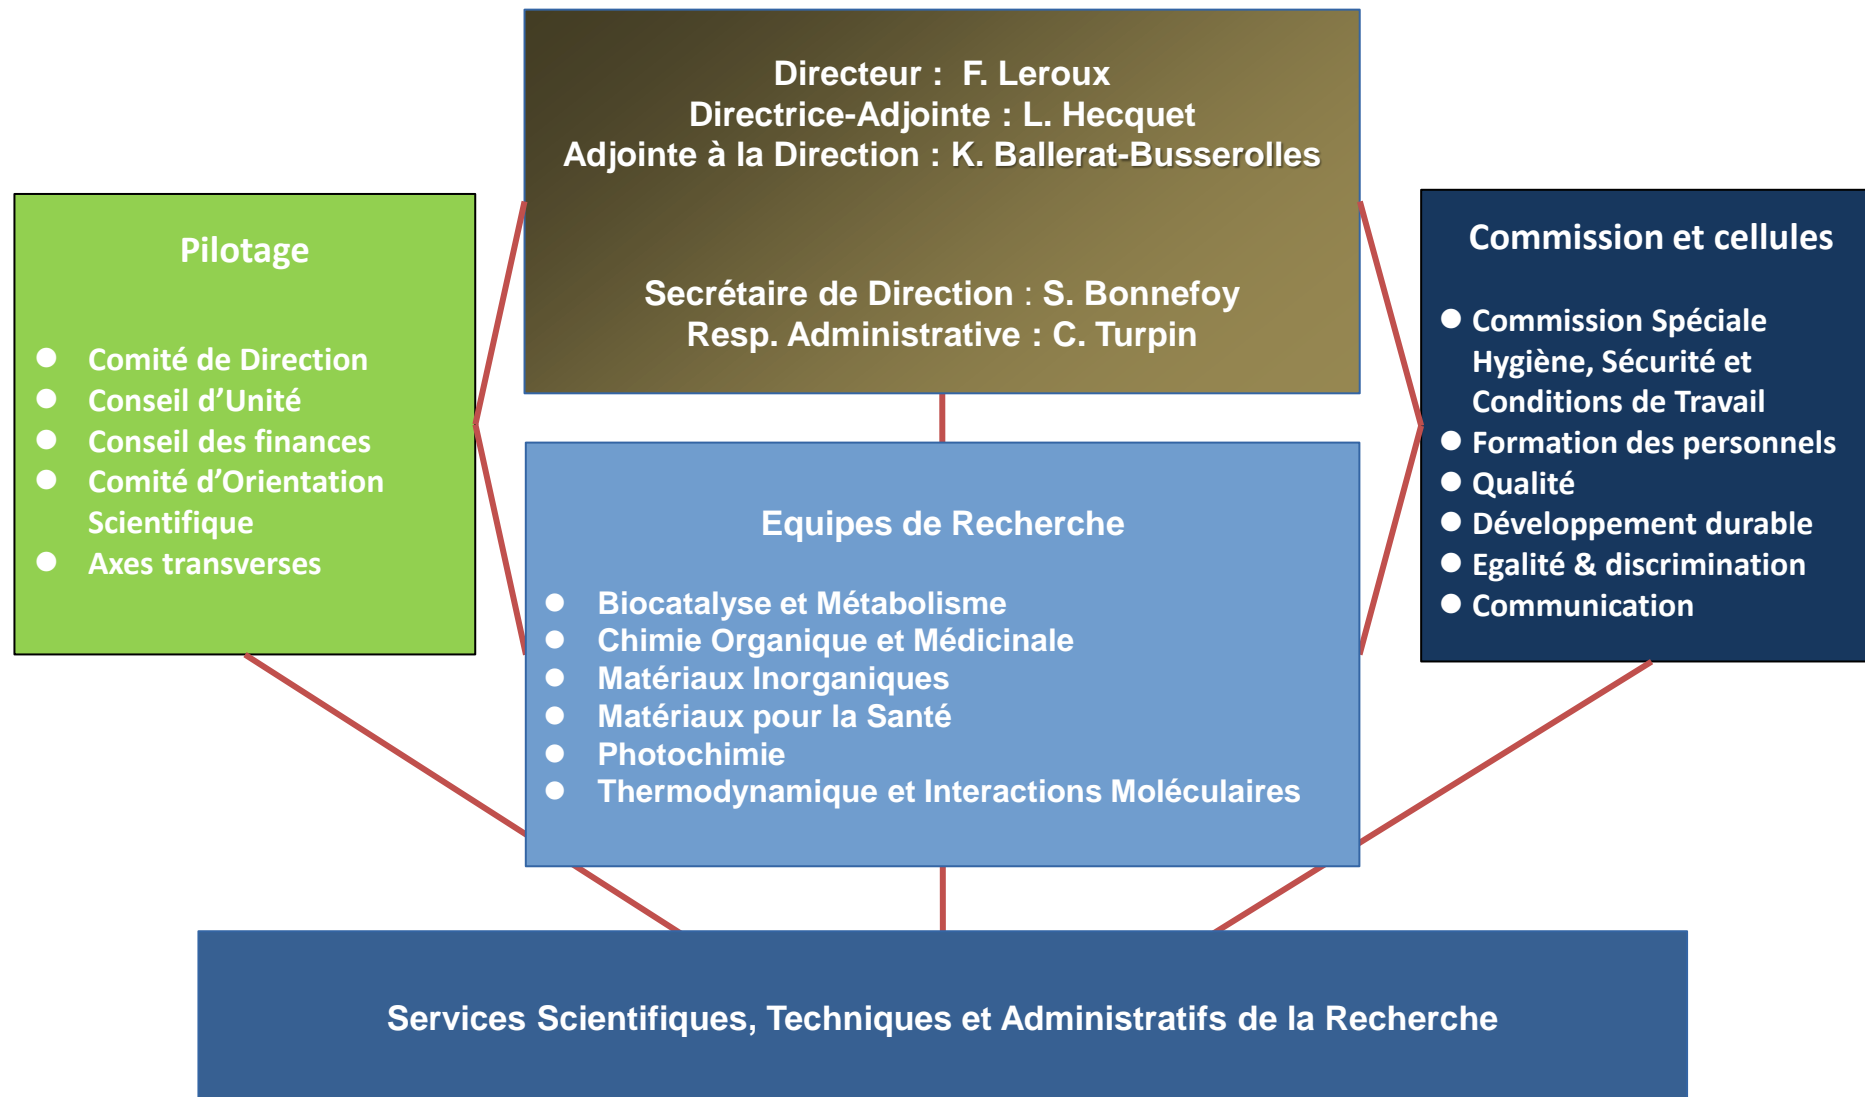 Directeur : F. Leroux
Directrice-Adjointe : L. Hecquet
Adjointe à la Direction : K. Ballerat-Busserolles
Secrétaire de Direction : S. Bonnefoy
Resp. Administrative : C. Turpin
Pilotage
Comité de Direction
Conseil d’Unité
Conseil des finances
Comité d’Orientation
Scientifique
Axes transverses
Commission et cellules
Commission Spéciale
Hygiène, Sécurité et
Conditions de Travail
Formation des personnels
Qualité
Développement durable
Egalité & discrimination
Communication
Equipes de Recherche
Biocatalyse et Métabolisme
Chimie Organique et Médicinale
Matériaux Inorganiques
Matériaux pour la Santé
Photochimie
Thermodynamique et Interactions Moléculaires
Services Scientifiques, Techniques et Administratifs de la Recherche